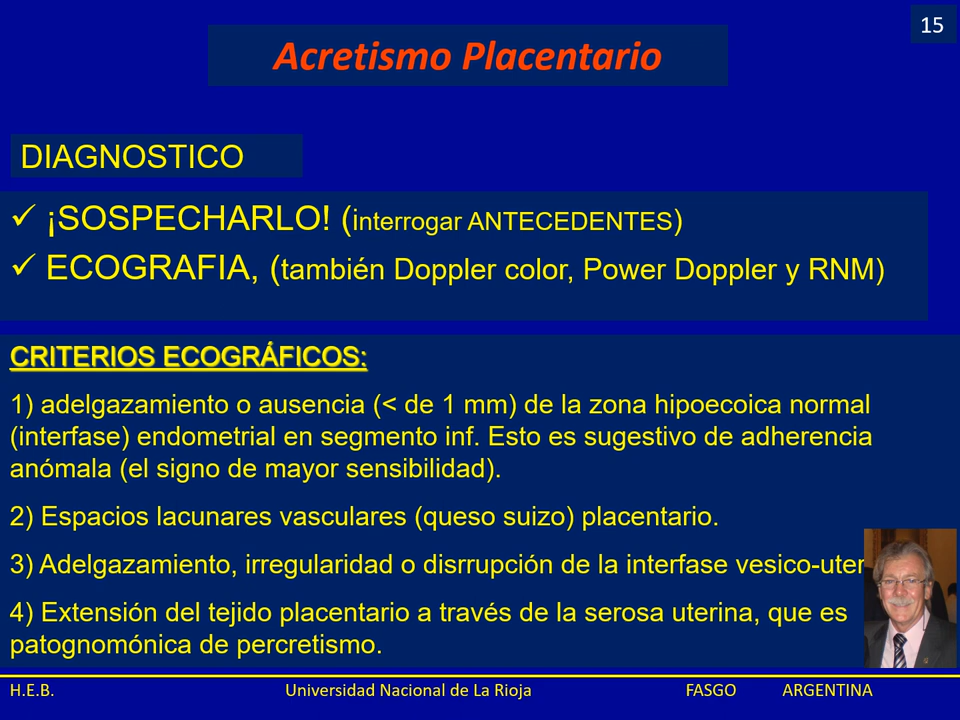 15
Acretismo Placentario
DIAGNOSTICO
✓ ¡SOSPECHARLO! (interrogar ANTECEDENTES)
✓ ECOGRAFIA, (también Doppler color, Power Doppler y RNM)
CRITERIOS ECOGRÁFICOS:
1) adelgazamiento o ausencia (< de 1 mm) de la zona hipoecoica normal
(interfase) endometrial en segmento inf. Esto es sugestivo de adherencia
anómala (el signo de mayor sensibilidad).
2) Espacios lacunares vasculares (queso suizo) placentario.
3) Adelgazamiento, irregularidad o disrrupción de la interfase vesico-uter
4) Extensión del tejido placentario a través de la serosa uterina, que es
patognomónica de percretismo.
H.E.B. Universidad Nacional de La Rioja FASGO ARGENTINA